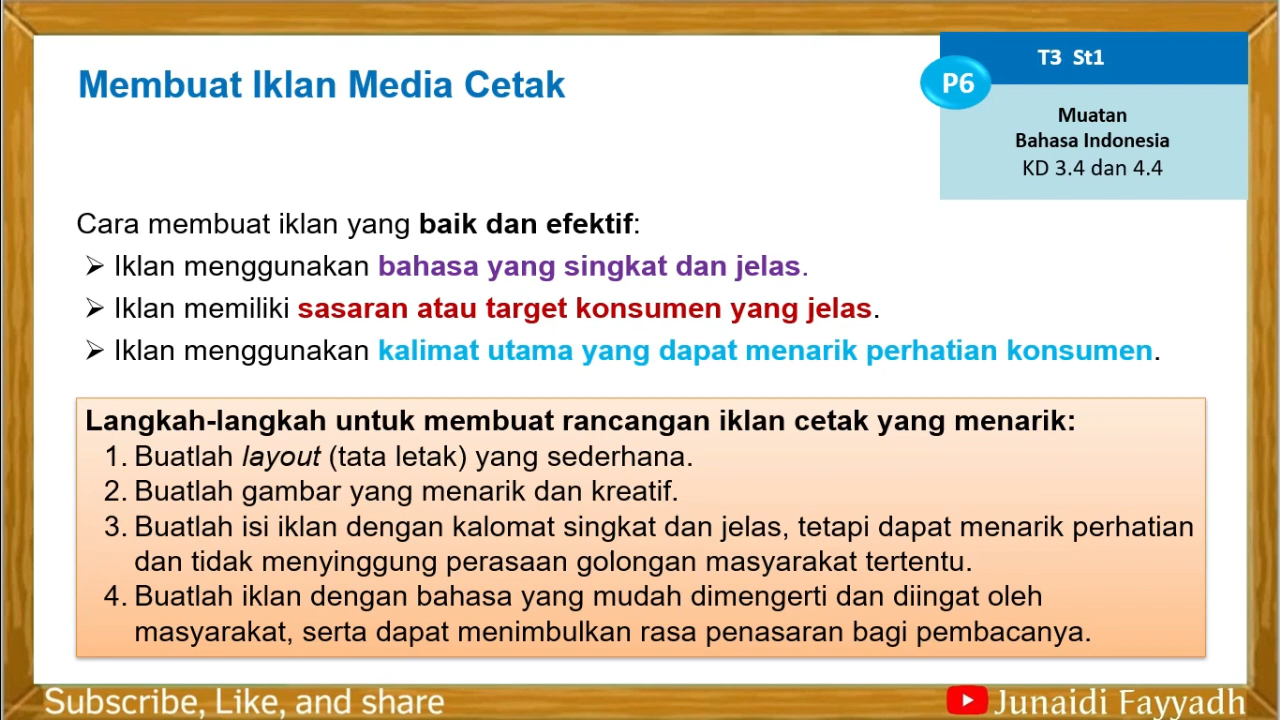 Membuat Iklan Media Cetak
T3 St1
P6
Muatan
Bahasa Indonesia
KD 3.4 dan 4.4
Cara membuat iklan yang baik dan efektif:
➢ Iklan menggunakan bahasa yang singkat dan jelas.
➢ Iklan memiliki sasaran atau target konsumen yang jelas.
➢ Iklan menggunakan kalimat utama yang dapat menarik perhatian konsumen.
Langkah-langkah untuk membuat rancangan iklan cetak yang menarik:
1. Buatlah layout (tata letak) yang sederhana.
2. Buatlah gambar yang menarik dan kreatif.
3. Buatlah isi iklan dengan kalomat singkat dan jelas, tetapi dapat menarik perhatian
dan tidak menyinggung perasaan golongan masyarakat tertentu.
4. Buatlah iklan dengan bahasa yang mudah dimengerti dan diingat oleh
masyarakat, serta dapat menimbulkan rasa penasaran bagi pembacanya.
Subscribe, Like, and share
Junaidi Fayyadh